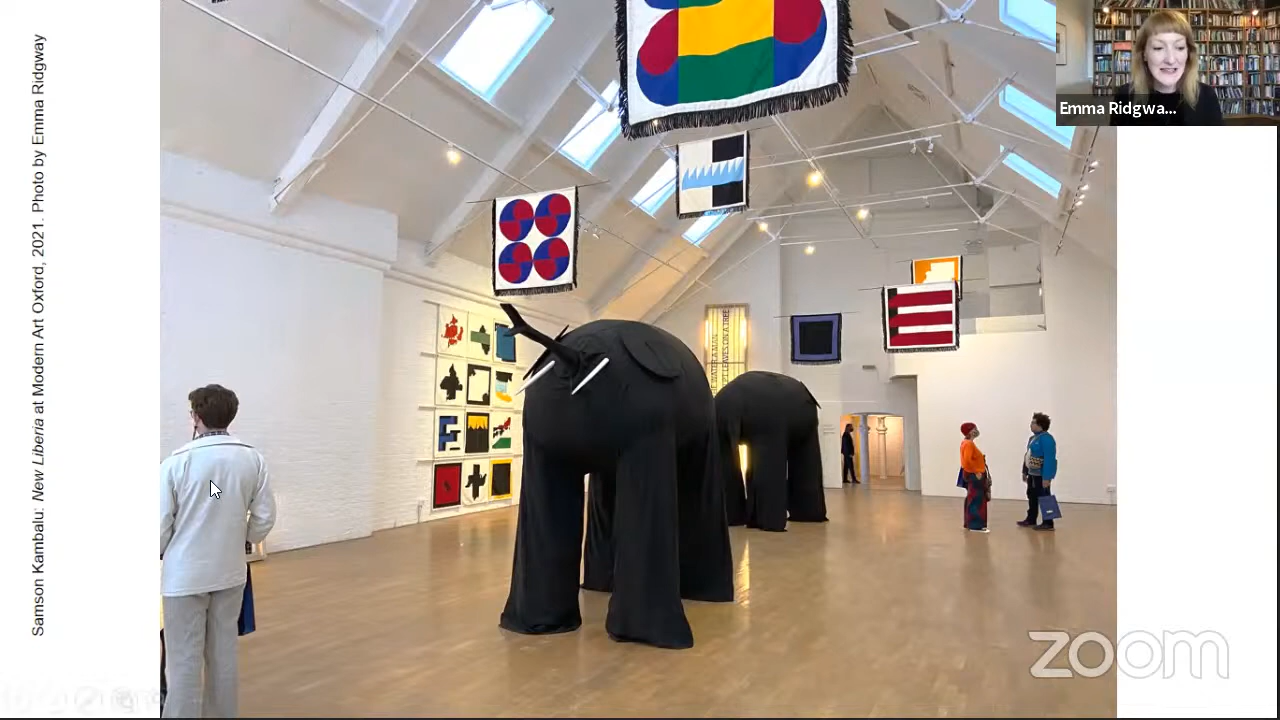 Samson Kambalu: New Liberia at Modern Art Oxford, 2021. Photo by Emma Ridgway
Emma Ridgwa...
zoom